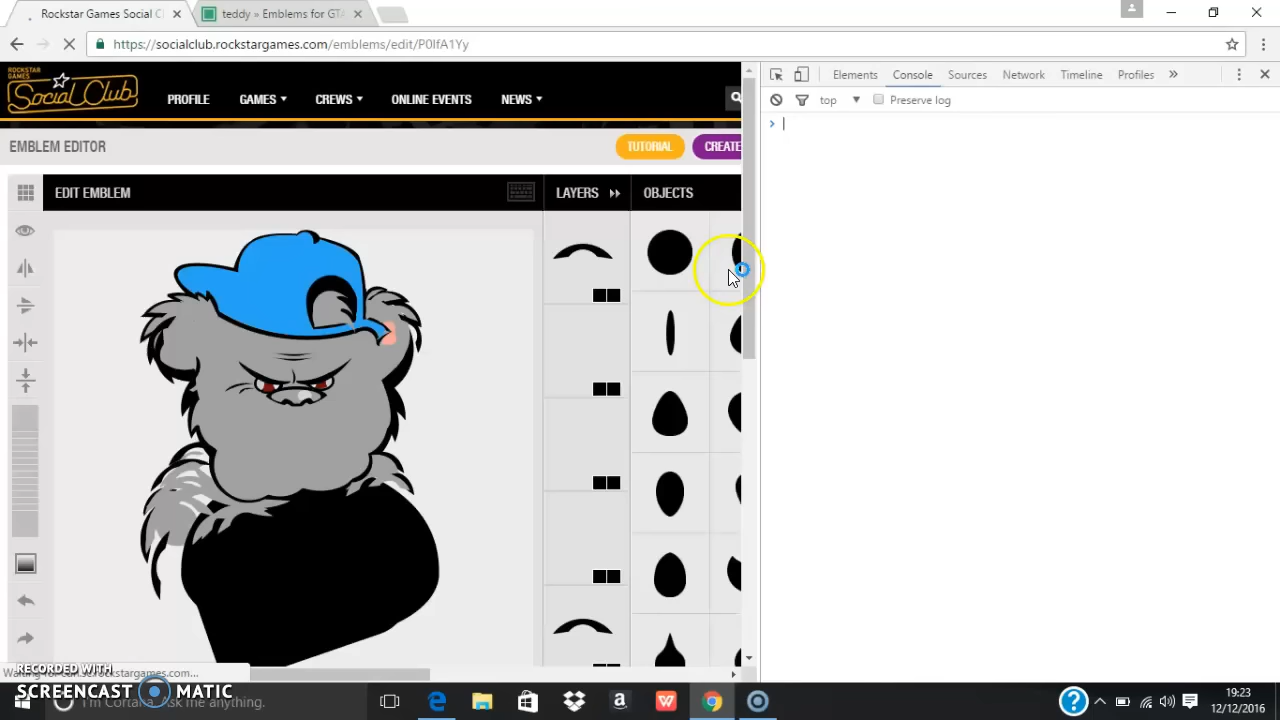 Rockstar Games Social Cl
teddy » Emblems for GTA
https://socialclub.rockstargames.com/emblems/edit/P0IfA1Yy
ROCKSTAR
GAMES
Social Club
PROFILE
GAMES
CREWS
ONLINE EVENTS
NEWS
Elements
Console
Sources
Network
Timeline
Profiles
top
Preserve log
EMBLEM EDITOR
TUTORIAL
CREATE
EDIT EMBLEM
LAYERS
OBJECTS
RECORDED WITH
SCREENCAST MATIC
I'm Cortana. Ask me anything.
19:23
12/12/2016